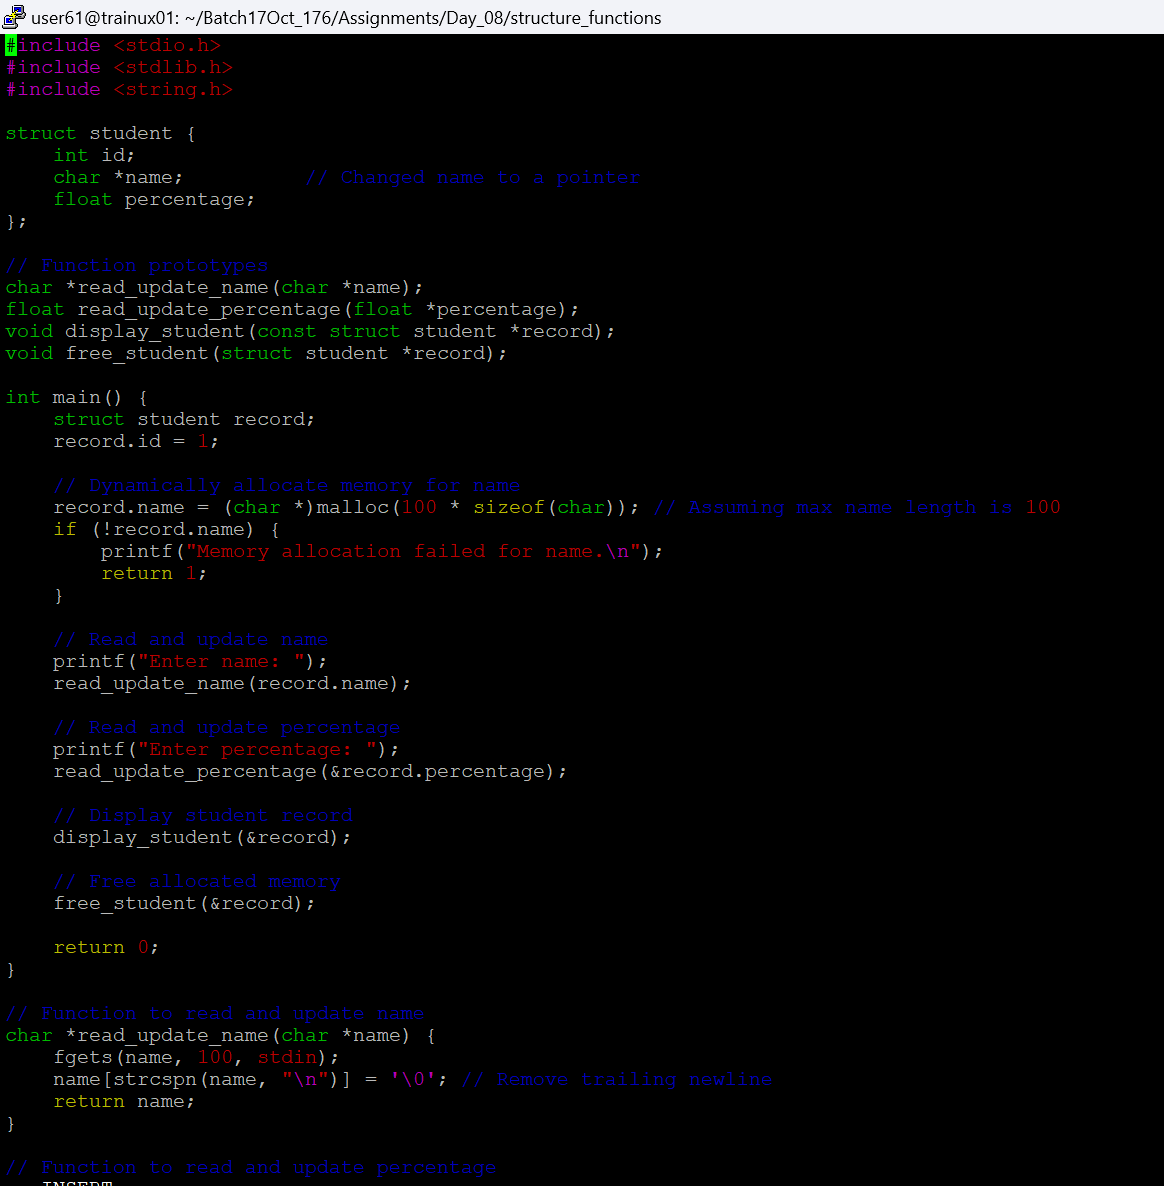 user61@trainux01: ~/Batch17Oct_176/Assignments/Day_08/structure_functions
#include <stdio.h>
#include <stdlib.h>
#include <string.h>

struct student {
    int id;
    char *name;          // Changed name to a pointer
    float percentage;
};

// Function prototypes
char *read_update_name(char *name);
float read_update_percentage(float *percentage);
void display_student(const struct student *record);
void free_student(struct student *record);

int main() {
    struct student record;
    record.id = 1;

    // Dynamically allocate memory for name
    record.name = (char *)malloc(100 * sizeof(char)); // Assuming max name length is 100
    if (!record.name) {
        printf("Memory allocation failed for name.\n");
        return 1;
    }

    // Read and update name
    printf("Enter name: ");
    read_update_name(record.name);

    // Read and update percentage
    printf("Enter percentage: ");
    read_update_percentage(&record.percentage);

    // Display student record
    display_student(&record);

    // Free allocated memory
    free_student(&record);

    return 0;
}

// Function to read and update name
char *read_update_name(char *name) {
    fgets(name, 100, stdin);
    name[strcspn(name, "\n")] = '\0'; // Remove trailing newline
    return name;
}

// Function to read and update percentage
-- INSERT --